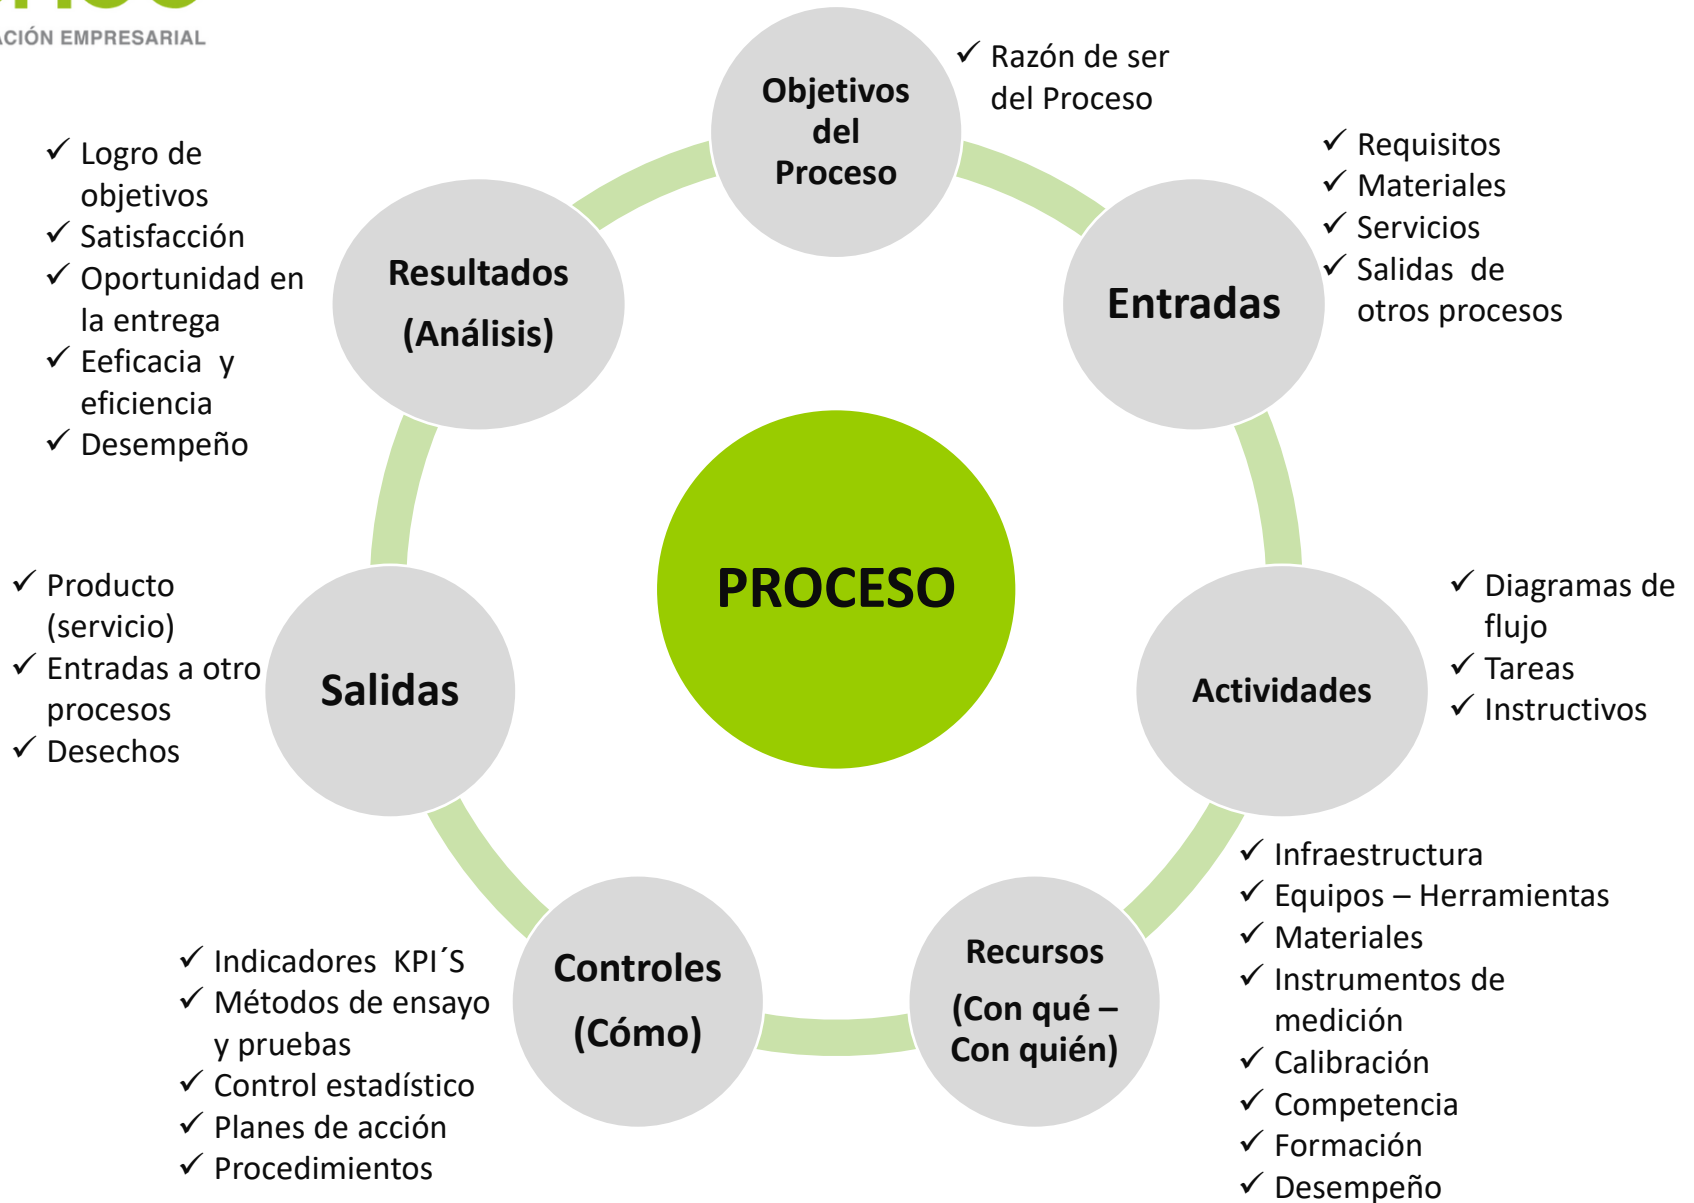 ACIÓN EMPRESARIAL
Objetivos
del
Proceso
✓ Razón de ser
del Proceso
Entradas
✓ Requisitos
✓ Materiales
✓ Servicios
✓ Salidas de
otros procesos
Actividades
✓ Diagramas de
flujo
✓ Tareas
✓ Instructivos
Recursos
(Con qué –
Con quién)
✓ Infraestructura
✓ Equipos – Herramientas
✓ Materiales
✓ Instrumentos de
medición
✓ Calibración
✓ Competencia
✓ Formación
✓ Desempeño
Controles
(Cómo)
✓ Indicadores KPI´S
✓ Métodos de ensayo
y pruebas
✓ Control estadístico
✓ Planes de acción
✓ Procedimientos
Salidas
✓ Producto
(servicio)
✓ Entradas a otro
procesos
✓ Desechos
Resultados
(Análisis)
✓ Logro de
objetivos
✓ Satisfacción
✓ Oportunidad en
la entrega
✓ Eeficacia y
eficiencia
✓ Desempeño
PROCESO